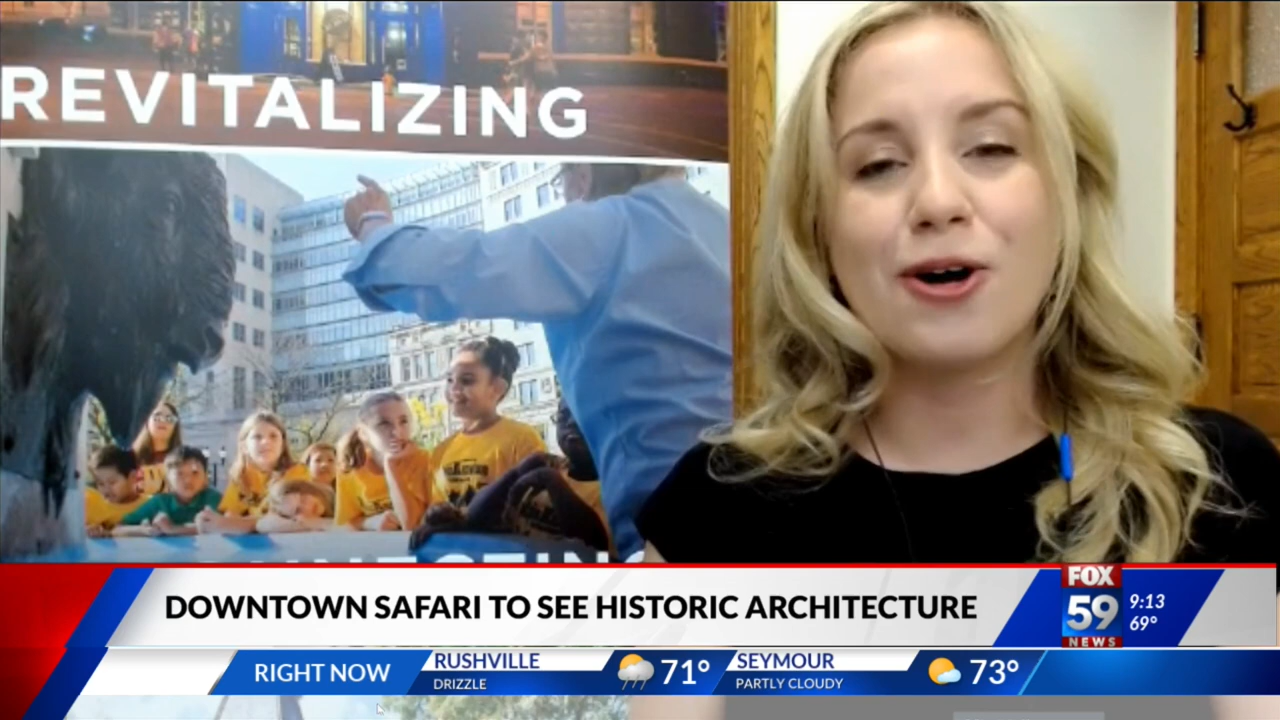 REVITALIZING
DOWNTOWN SAFARI TO SEE HISTORIC ARCHITECTURE
FOX
59
NEWS
9:13
69°
RIGHT NOW
RUSHVILLE
DRIZZLE
71°
SEYMOUR
PARTLY CLOUDY
73°